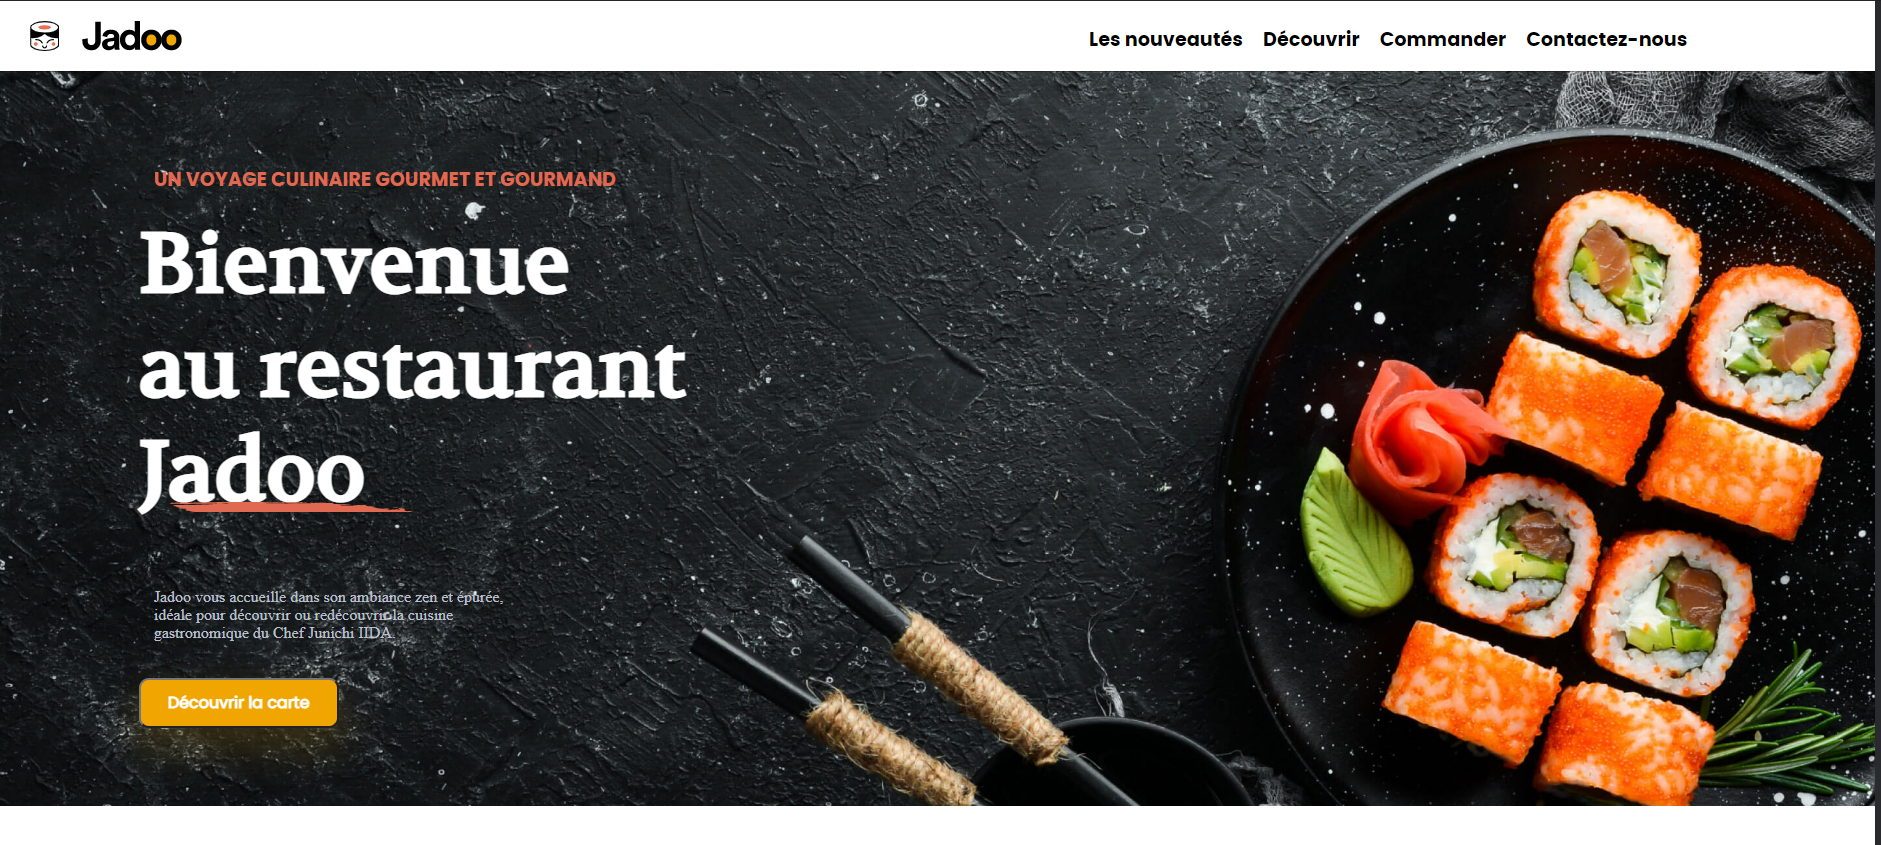 Jadoo
Les nouveautés Découvrir Commander Contactez-nous
UN VOYAGE CULINAIRE GOURMET ET GOURMAND
Bienvenue
au restaurant
Jadoo
Jadoo vous accueille dans son ambiance zen et épurée,
idéale pour découvrir ou redécouvrir la cuisine
gastronomique du Chef Junichi IIDA.
Découvrir la carte